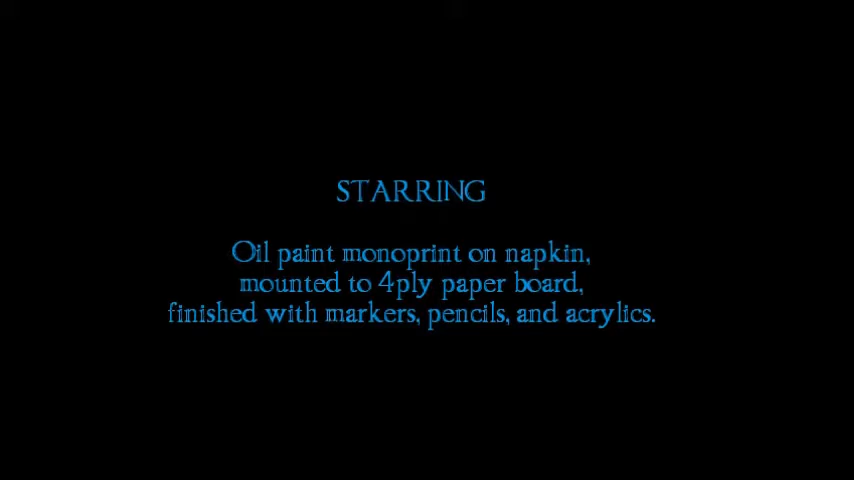 STARRING
Oil paint monoprint on napkin,
mounted to 4ply paper board,
finished with markers, pencils, and acrylics.